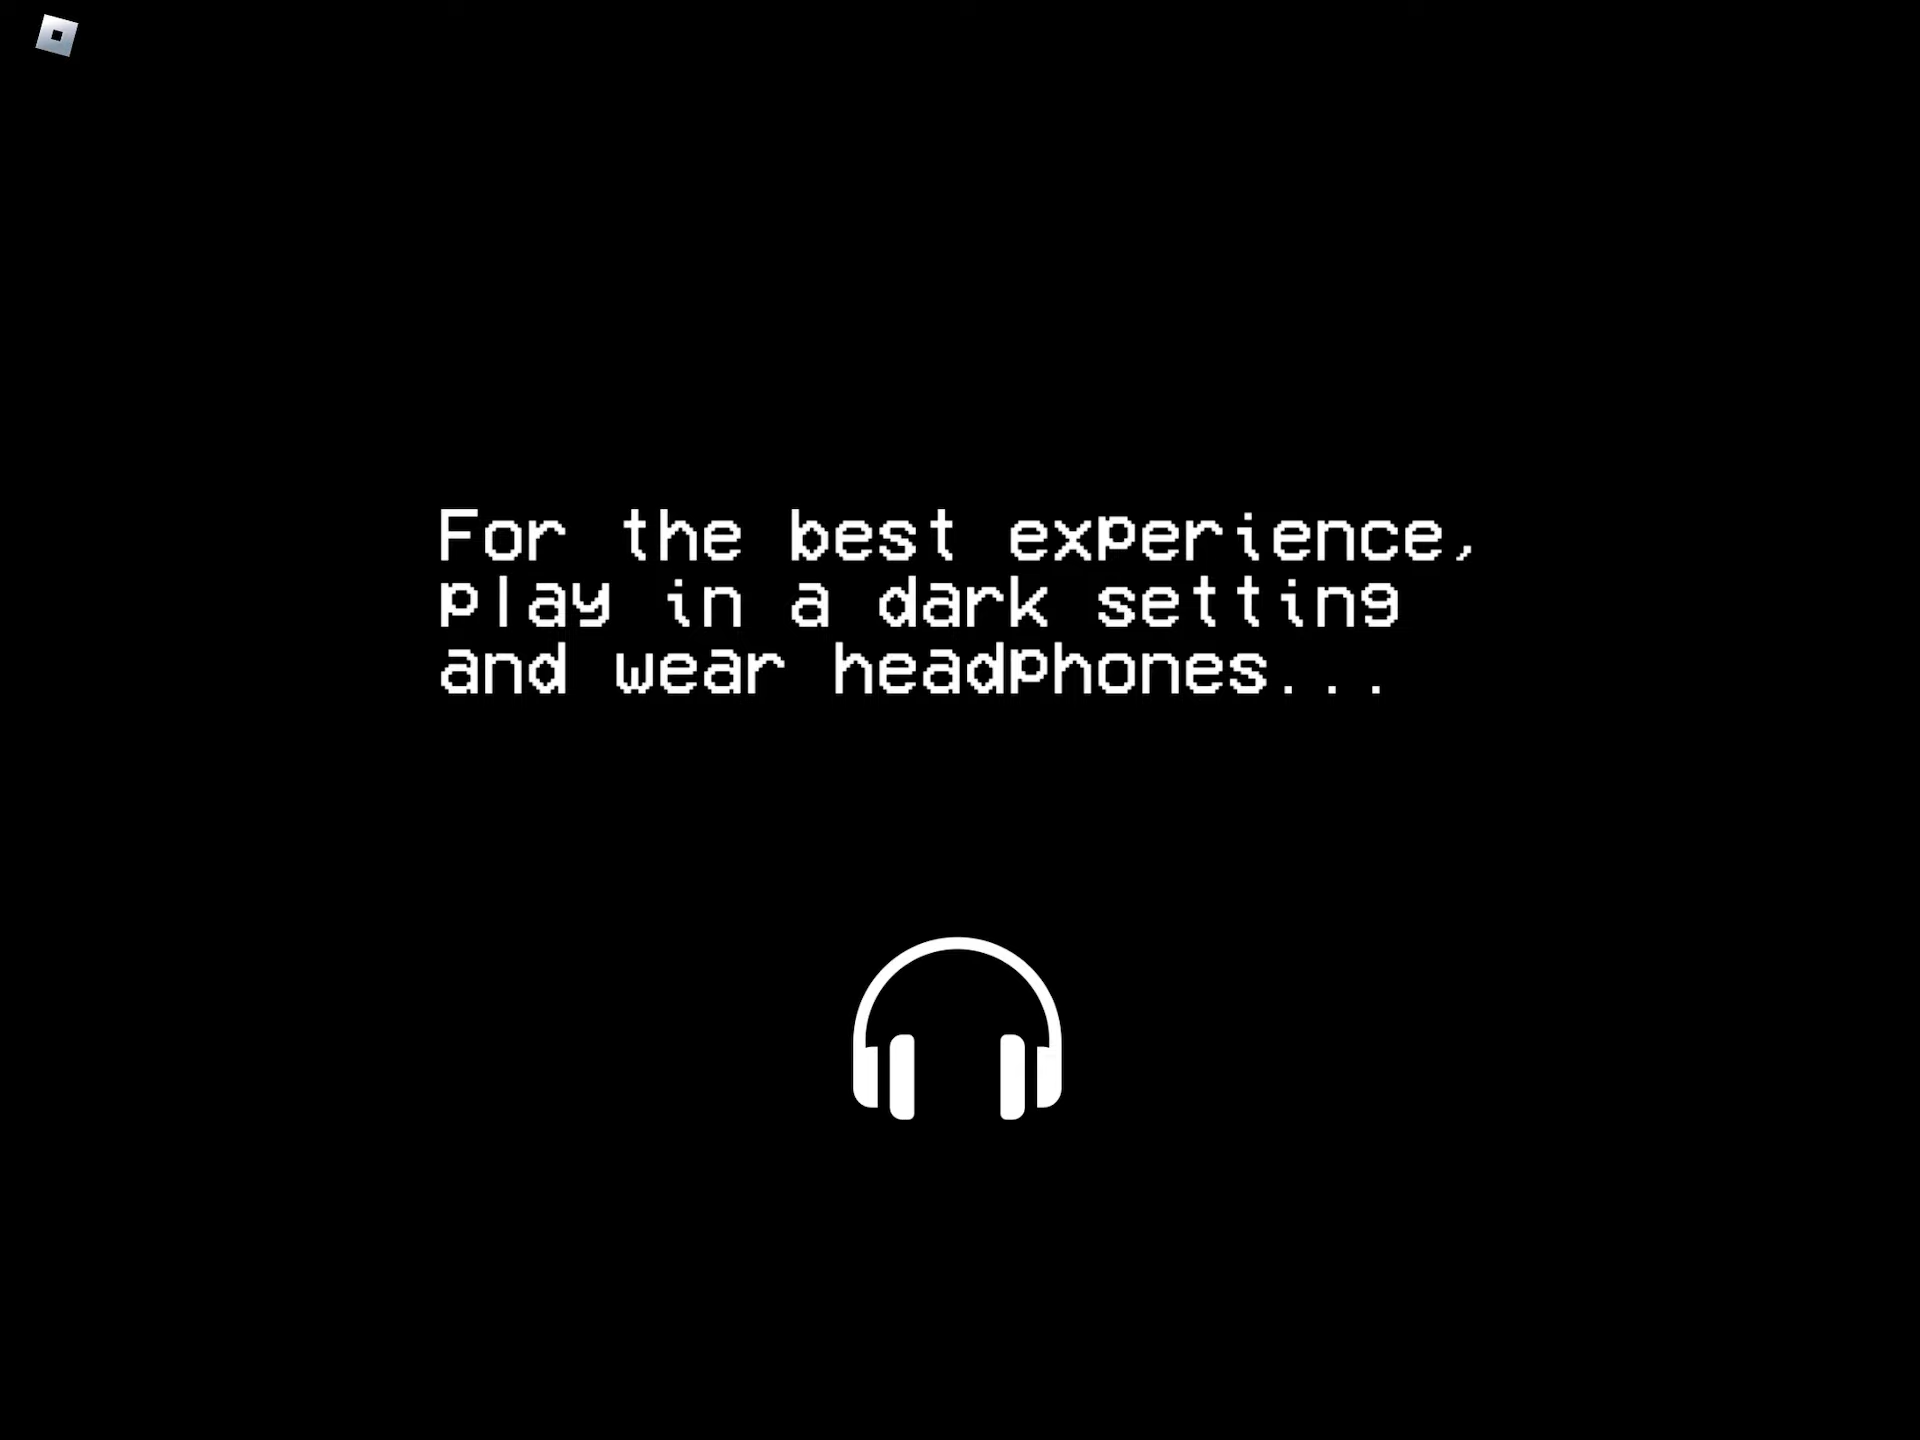 For the best experience,
play in a dark setting
and wear headphones...